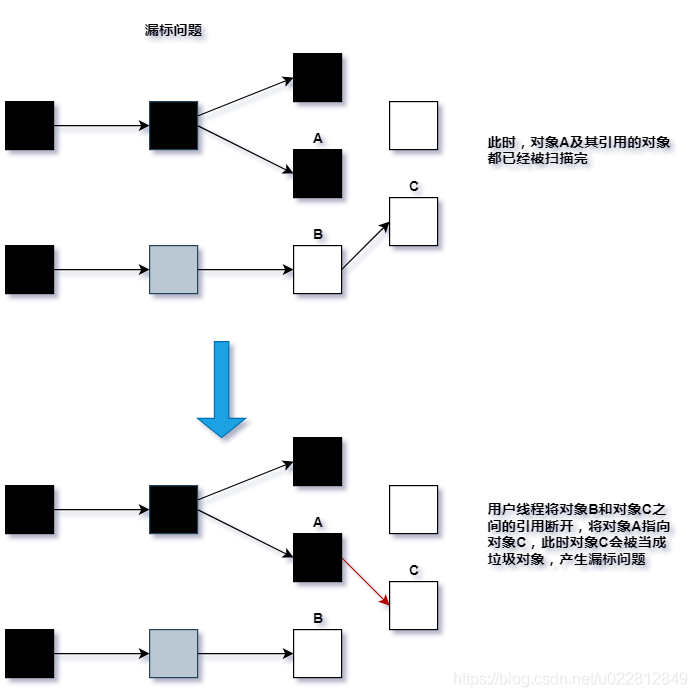 漏标问题
A
此时，对象A及其引用的对象
都已经被扫描完
C
B
A
用户线程将对象B和对象C之
间的引用断开，将对象A指向
对象C，此时对象C会被当成
垃圾对象，产生漏标问题
C
B
https://blog.csdn.net/u022812849